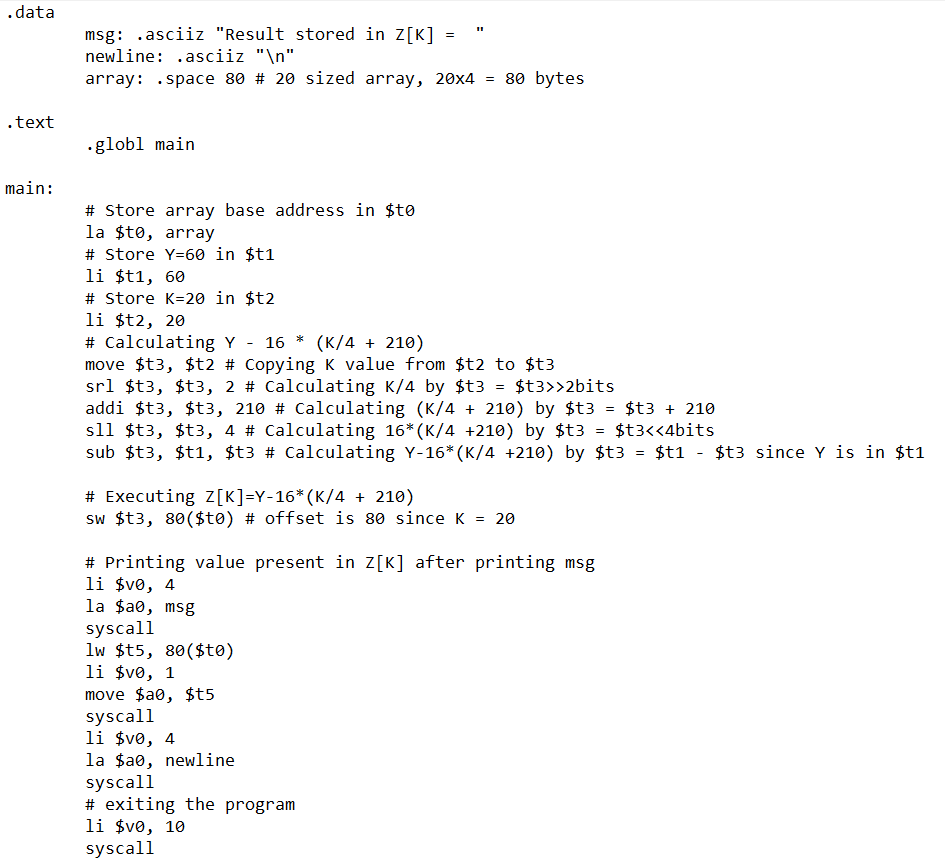 .data
msg: .asciiz "Result stored in Z[K] =  "
newline: .asciiz "\n"
array: .space 80 # 20 sized array, 20x4 = 80 bytes
.text
.globl main
main:
# Store array base address in $t0
la $t0, array
# Store Y=60 in $t1
li $t1, 60
# Store K=20 in $t2
li $t2, 20
# Calculating Y - 16 * (K/4 + 210)
move $t3, $t2 # Copying K value from $t2 to $t3
srl $t3, $t3, 2 # Calculating K/4 by $t3 = $t3>>2bits
addi $t3, $t3, 210 # Calculating (K/4 + 210) by $t3 = $t3 + 210
sll $t3, $t3, 4 # Calculating 16*(K/4 +210) by $t3 = $t3<<4bits
sub $t3, $t1, $t3 # Calculating Y-16*(K/4 +210) by $t3 = $t1 - $t3 since Y is in $t1
# Executing Z[K]=Y-16*(K/4 + 210)
sw $t3, 80($t0) # offset is 80 since K = 20
# Printing value present in Z[K] after printing msg
li $v0, 4
la $a0, msg
syscall
lw $t5, 80($t0)
li $v0, 1
move $a0, $t5
syscall
li $v0, 4
la $a0, newline
syscall
# exiting the program
li $v0, 10
syscall